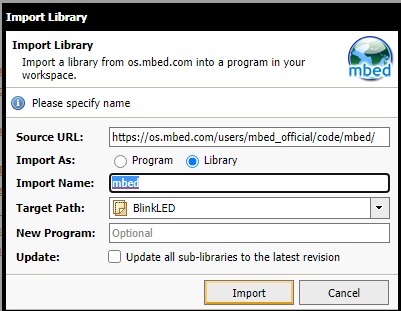 Import Library
Import Library
Import a library from os.mbed.com into a program in your
workspace.
mbed
Please specify name
Source URL: https://os.mbed.com/users/mbed_official/code/mbed/
Import As: Program Library
Import Name: mbed
Target Path: BlinkLED
New Program: Optional
Update: Update all sub-libraries to the latest revision
Import Cancel